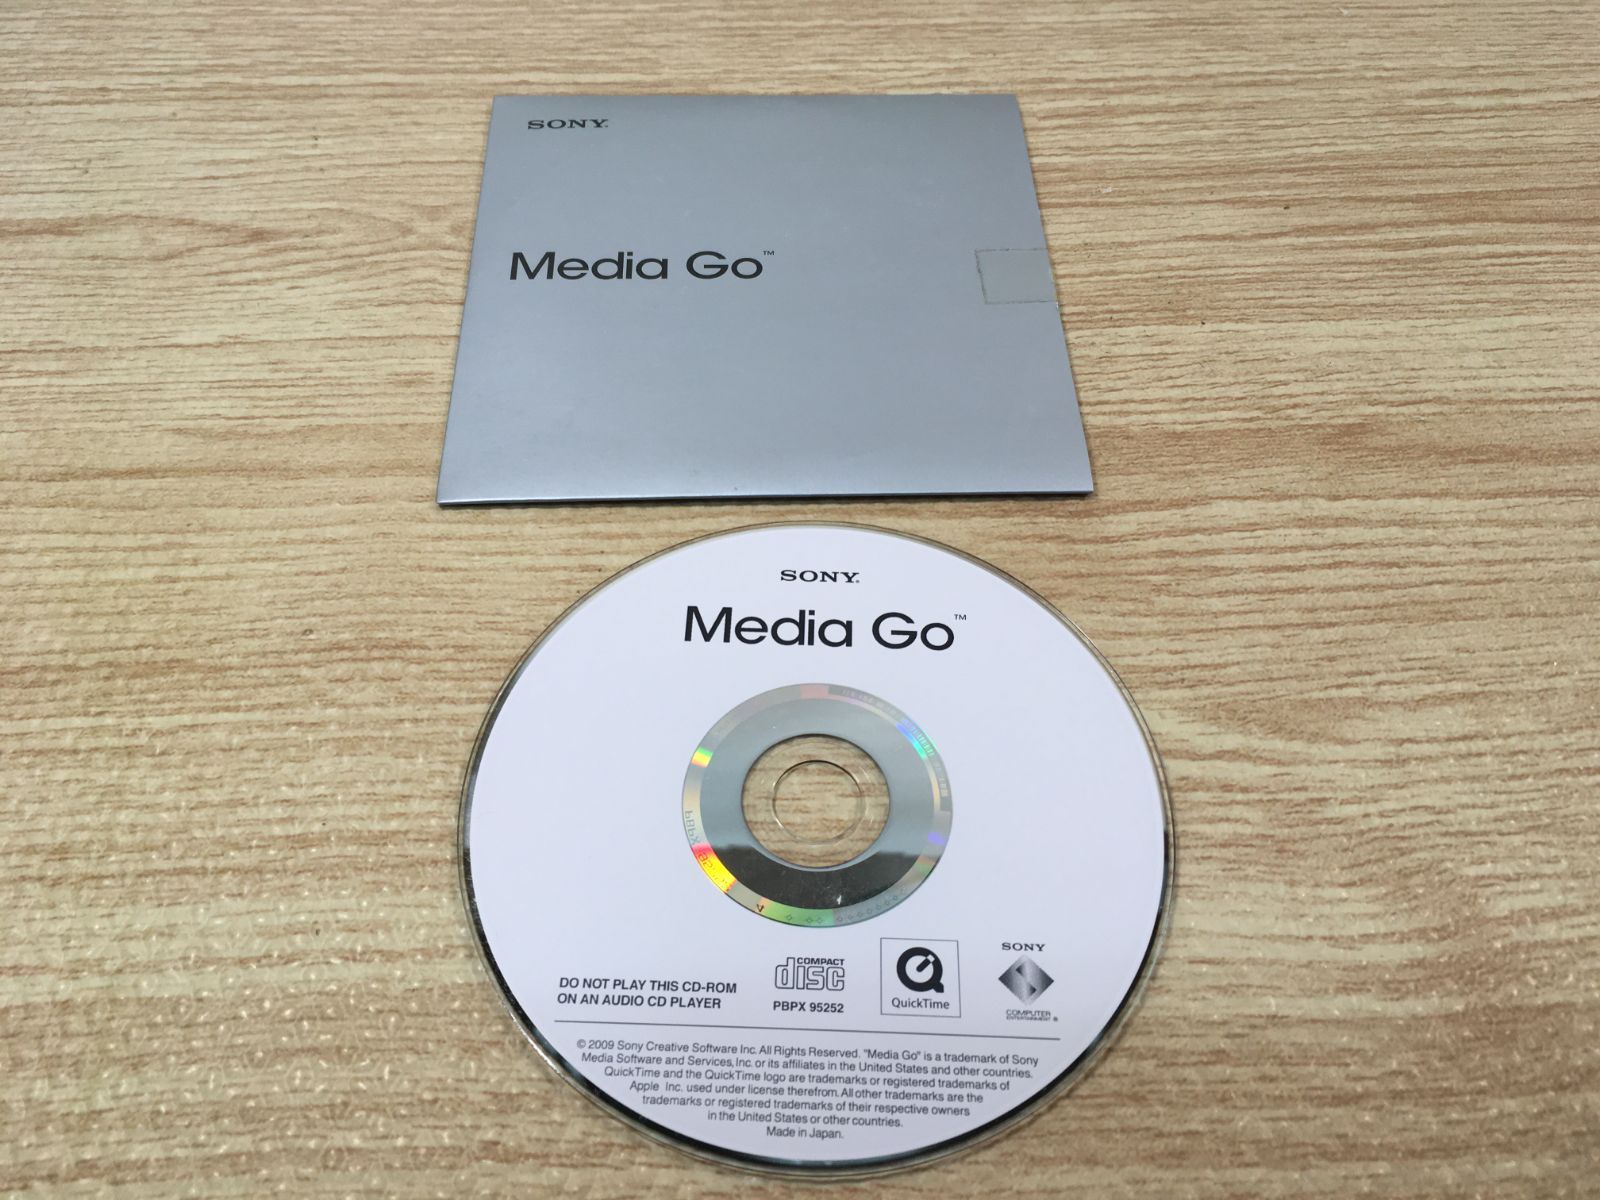 SONY
Media Go™
SONY
Media Go™
DO NOT PLAY THIS CD-ROM
ON AN AUDIO CD PLAYER
COMPACT
disc
PBPX 95252
QuickTime
SONY
COMPUTER
ENTERTAINMENT ®
© 2009 Sony Creative Software Inc. All Rights Reserved. "Media Go" is a trademark of Sony
Media Software and Services, Inc. or its affiliates in the United States and other countries.
QuickTime and the QuickTime logo are trademarks or registered trademarks of
Apple Inc. used under license therefrom. All other trademarks are the
trademarks or registered trademarks of their respective owners
in the United States or other countries.
Made in Japan.